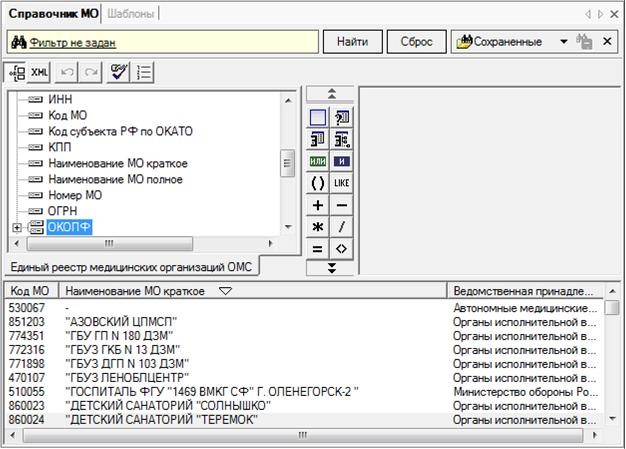 Справочник МО Шаблоны
Фильтр не задан Найти Сброс Сохраненные
XML
ИНН
Код МО
Код субъекта РФ по ОКАТО
КПП
Наименование МО краткое
Наименование МО полное
Номер МО
ОГРН
ОКОПФ
ИЛИ И
( ) LIKE
+ −
* /
= <>
Единый реестр медицинских организаций ОМС
Код МО Наименование МО краткое Ведомственная принадле...
530067 - Автономные медицинские...
851203 "АЗОВСКИЙ ЦПМСП" Органы исполнительной в...
774351 "ГБУ ГП N 180 ДЗМ" Органы исполнительной в...
772316 "ГБУЗ ГКБ N 13 ДЗМ" Органы исполнительной в...
771898 "ГБУЗ ДГП N 103 ДЗМ" Органы исполнительной в...
470107 "ГБУЗ ЛЕНОБЛЦЕНТР" Органы исполнительной в...
510055 "ГОСПИТАЛЬ ФГУ "1469 ВМКГ СФ" Г. ОЛЕНЕГОРСК-2 " Министерство обороны Ро...
860023 "ДЕТСКИЙ САНАТОРИЙ "СОЛНЫШКО" Органы исполнительной в...
860024 "ДЕТСКИЙ САНАТОРИЙ "ТЕРЕМОК" Органы исполнительной в...